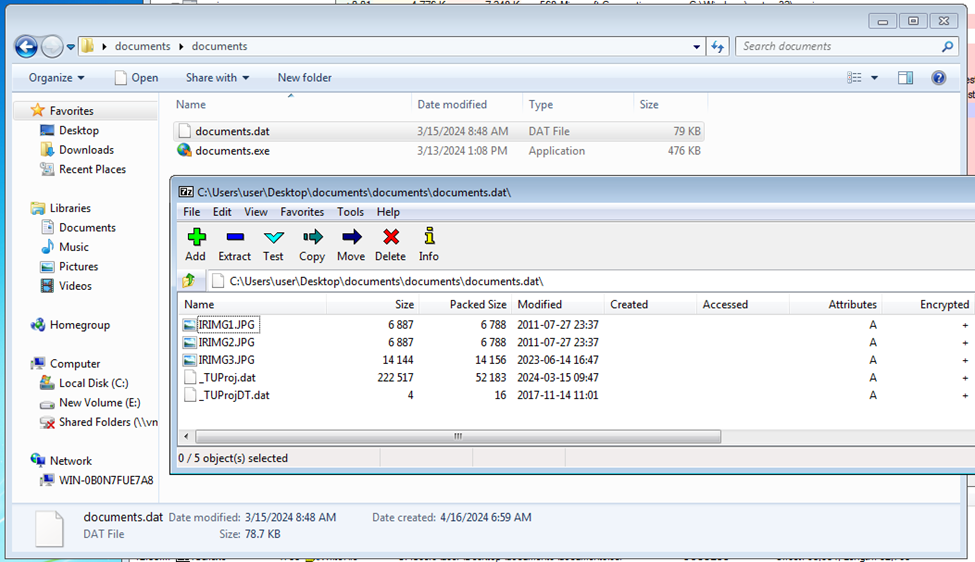 documents ▸ documents
Search documents
Organize
Open
Share with
New folder
Favorites
Desktop
Downloads
Recent Places
Libraries
Documents
Music
Pictures
Videos
Homegroup
Computer
Local Disk (C:)
New Volume (E:)
Shared Folders (\\vn
Network
WIN-0B0N7FUE7A8
Name Date modified Type Size
documents.dat 3/15/2024 8:48 AM DAT File 79 KB
documents.exe 3/13/2024 1:08 PM Application 476 KB
7z C:\Users\user\Desktop\documents\documents\documents.dat\
File Edit View Favorites Tools Help
Add Extract Test Copy Move Delete Info
C:\Users\user\Desktop\documents\documents\documents.dat\
Name Size Packed Size Modified Created Accessed Attributes Encrypted
IRIMG1.JPG 6 887 6 788 2011-07-27 23:37 A +
IRIMG2.JPG 6 887 6 788 2011-07-27 23:37 A +
IRIMG3.JPG 14 144 14 156 2023-06-14 16:47 A +
_TUProj.dat 222 517 52 183 2024-03-15 09:47 A +
_TUProjDT.dat 4 16 2017-11-14 11:01 A +
0 / 5 object(s) selected
documents.dat Date modified: 3/15/2024 8:48 AM Date created: 4/16/2024 6:59 AM
DAT File Size: 78.7 KB